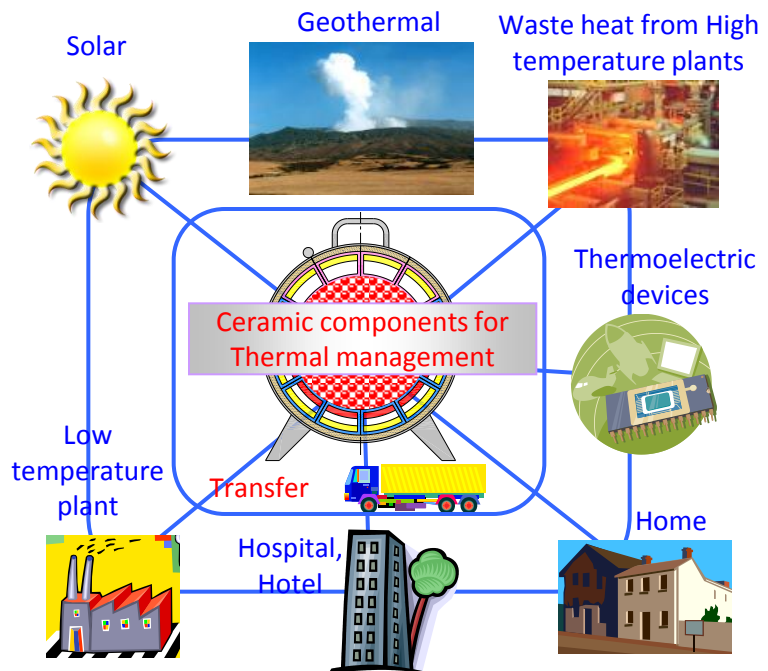 Solar
Geothermal
Waste heat from High
temperature plants
Thermoelectric
devices
Ceramic components for
Thermal management
Low
temperature
plant
Transfer
Hospital,
Hotel
Home